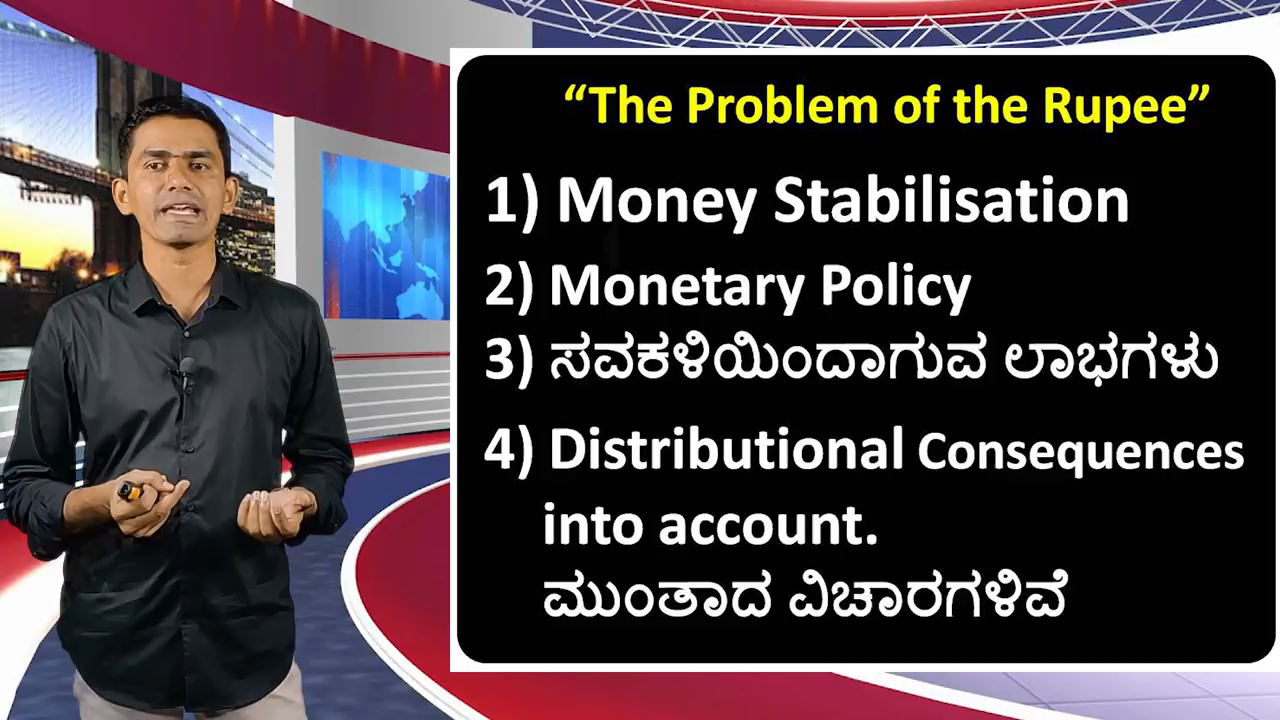 “The Problem of the Rupee”
1) Money Stabilisation
2) Monetary Policy
3) ಸವಕಳಿಯಿಂದಾಗುವ ಲಾಭಗಳು
4) Distributional Consequences
into account.
ಮುಂತಾದ ವಿಚಾರಗಳಿವೆ